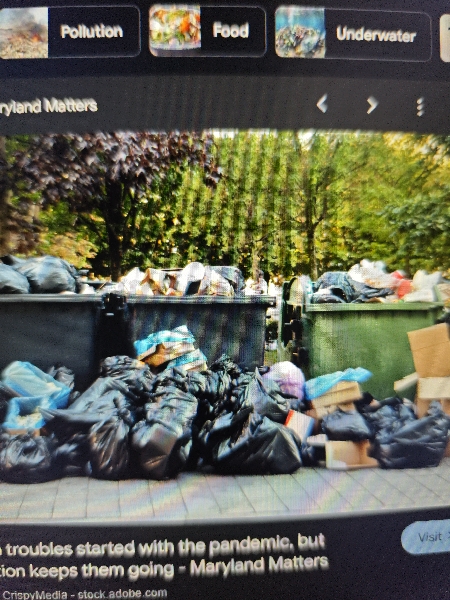 Pollution
Food
Underwater
ryland Matters
troubles started with the pandemic, but
tion keeps them going - Maryland Matters
CrispyMedia - stock.adobe.com
Visit